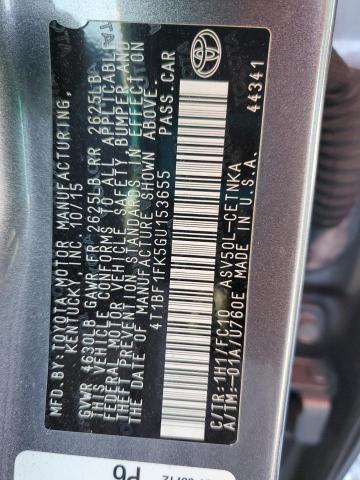 MFD. BY: TOYOTA MOTOR MANUFACTURING,
KENTUCKY, INC. 10/15
GVWR 4630LB GAWR FR 2625LB RR 2625LB
THIS VEHICLE CONFORMS TO ALL APPLICABLE
FEDERAL MOTOR VEHICLE SAFETY, BUMPER, AND
THEFT PREVENTION STANDARDS IN EFFECT ON
THE DATE OF MANUFACTURE SHOWN ABOVE.
4T1BF1FK5GU153655 PASS.CAR
C/TR:1H1/FC10 ASV50L-CETNKA
A/TM:-01A/U760E MADE IN U.S.A.
44341
P6